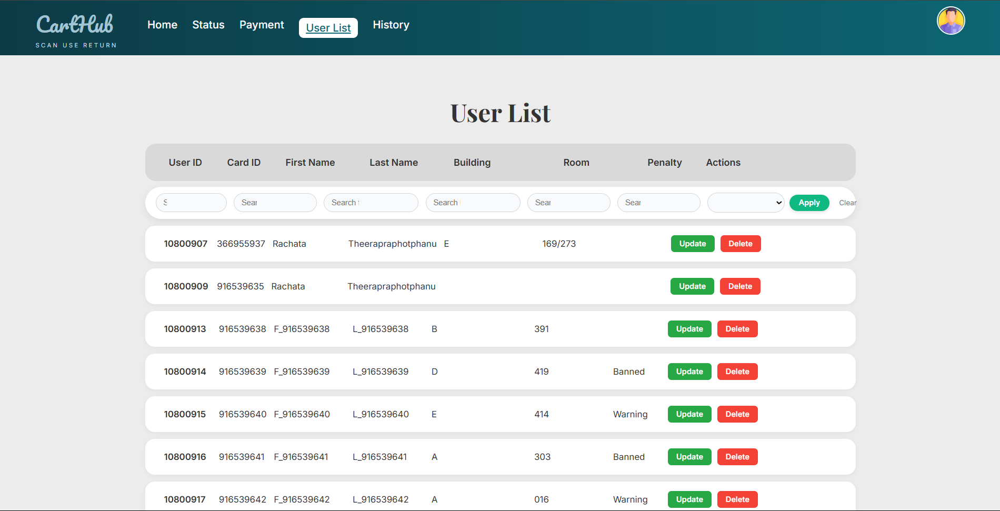 CartHub
SCAN USE RETURN
Home Status Payment User List History
User List
User ID Card ID First Name Last Name Building Room Penalty Actions
S Sear Search f Search l Sear Sear Apply Clear
10800907 366955937 Rachata Theerapraphotphanu E 169/273 Update Delete
10800909 916539635 Rachata Theerapraphotphanu Update Delete
10800913 916539638 F_916539638 L_916539638 B 391 Update Delete
10800914 916539639 F_916539639 L_916539639 D 419 Banned Update Delete
10800915 916539640 F_916539640 L_916539640 E 414 Warning Update Delete
10800916 916539641 F_916539641 L_916539641 A 303 Banned Update Delete
10800917 916539642 F_916539642 L_916539642 A 016 Warning Update Delete